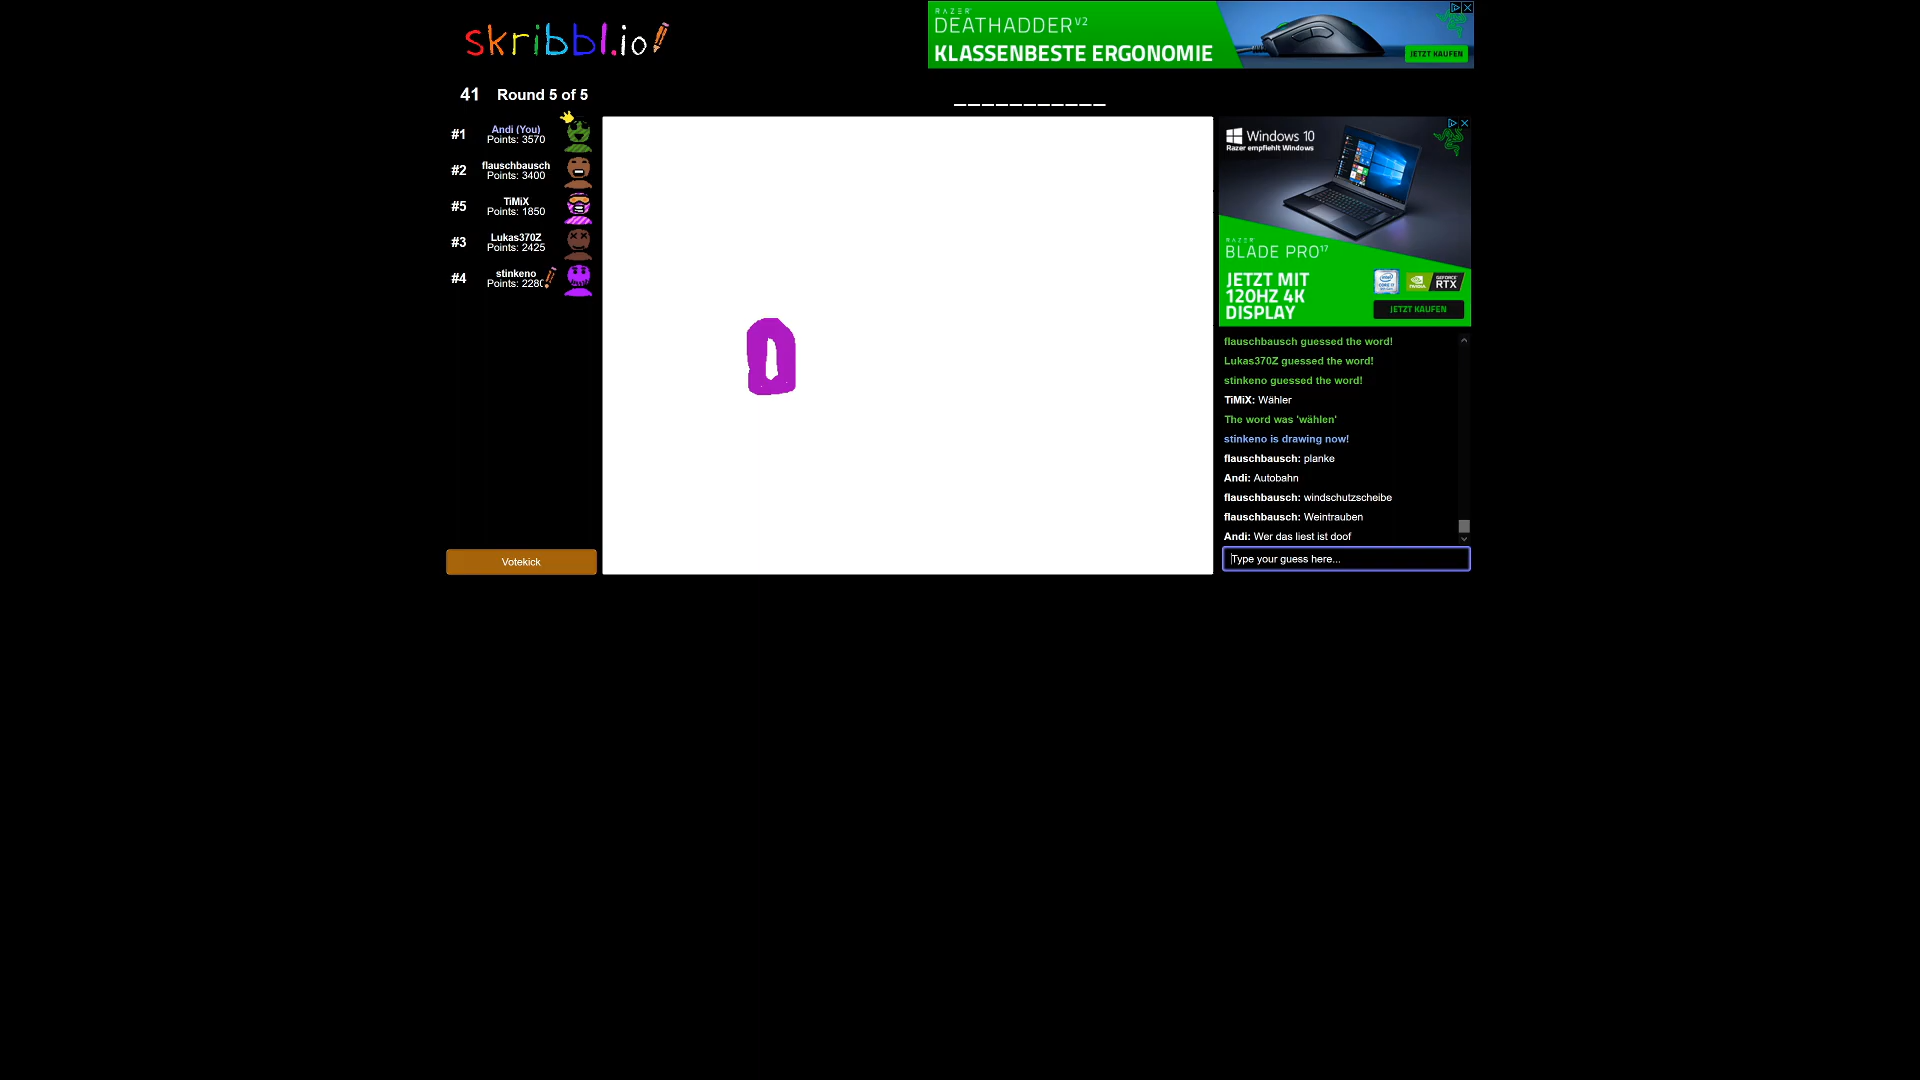 skribbl.io
RAZER
DEATHADDER V2
KLASSENBESTE ERGONOMIE
JETZT KAUFEN
41 Round 5 of 5
___________
#1 Andi (You)
Points: 3570
#2 flauschbausch
Points: 3400
#5 TiMiX
Points: 1850
#3 Lukas370Z
Points: 2425
#4 stinkeno
Points: 2280
Votekick
Windows 10
Razer empfiehlt Windows
RAZER
BLADE PRO 17
JETZT MIT
120HZ 4K
DISPLAY
GEFORCE
RTX
JETZT KAUFEN
flauschbausch guessed the word!
Lukas370Z guessed the word!
stinkeno guessed the word!
TiMiX: Wähler
The word was 'wählen'
stinkeno is drawing now!
flauschbausch: planke
Andi: Autobahn
flauschbausch: windschutzscheibe
flauschbausch: Weintrauben
Andi: Wer das liest ist doof
Type your guess here...